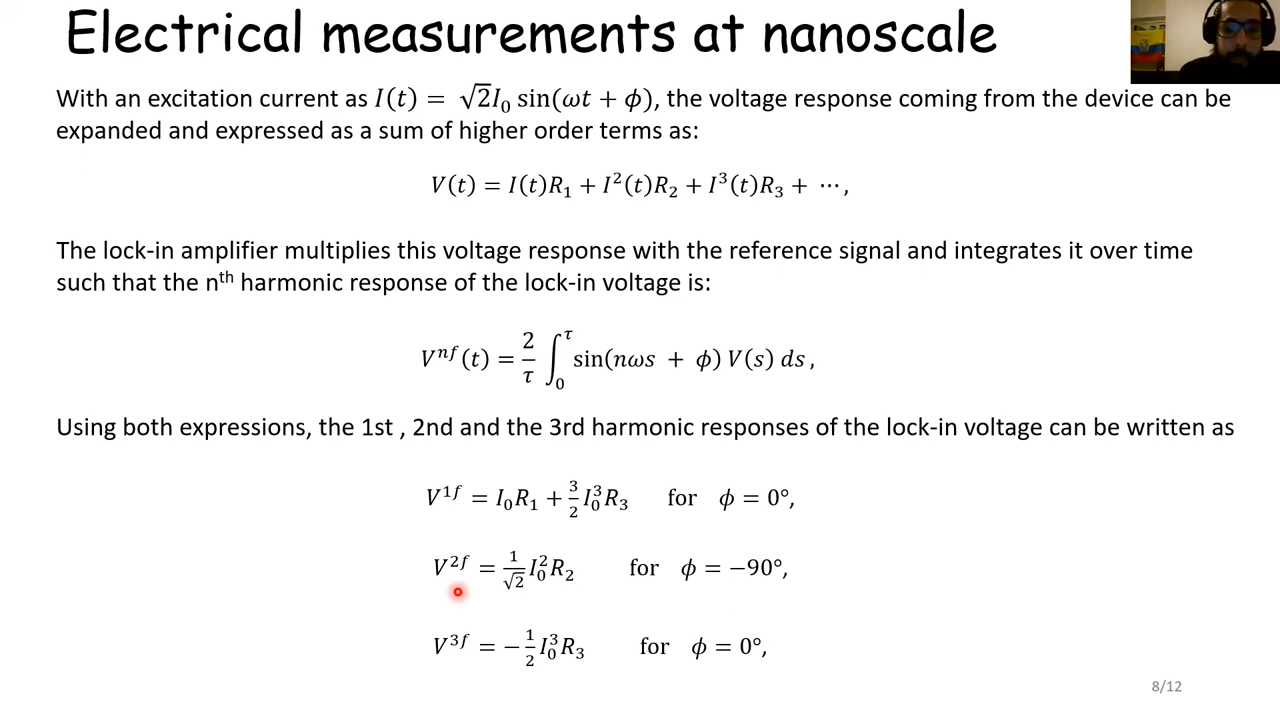 Electrical measurements at nanoscale
With an excitation current as I(t) = √2I₀ sin(ωt + ϕ), the voltage response coming from the device can be
expanded and expressed as a sum of higher order terms as:
V(t) = I(t)R₁ + I²(t)R₂ + I³(t)R₃ + ⋯,
The lock-in amplifier multiplies this voltage response with the reference signal and integrates it over time
such that the nᵗʰ harmonic response of the lock-in voltage is:
Vⁿᶠ(t) = 2/τ ∫₀^τ sin(nωs + ϕ) V(s) ds,
Using both expressions, the 1st , 2nd and the 3rd harmonic responses of the lock-in voltage can be written as
V¹ᶠ = I₀R₁ + 3/2 I₀³R₃ for ϕ = 0°,
V²ᶠ = 1/√2 I₀²R₂ for ϕ = −90°,
V³ᶠ = −1/2 I₀³R₃ for ϕ = 0°,
8/12